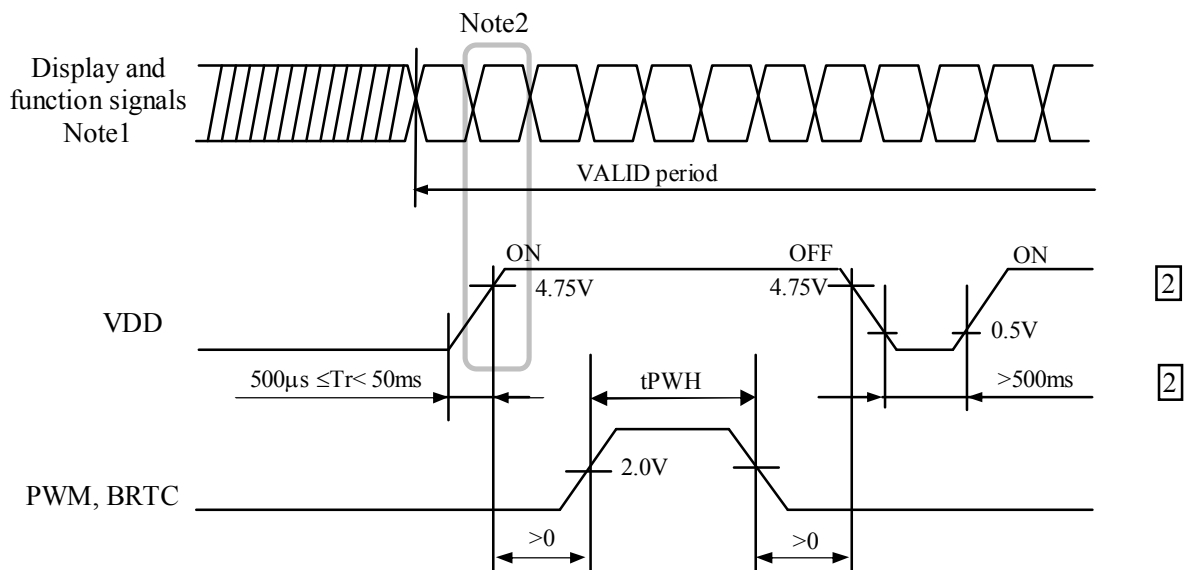 Note2
Display and
function signals
Note1
VALID period
ON
OFF
ON
4.75V
4.75V
2
VDD
0.5V
500μs ≤Tr< 50ms
tPWH
>500ms
2
2.0V
PWM, BRTC
>0
>0